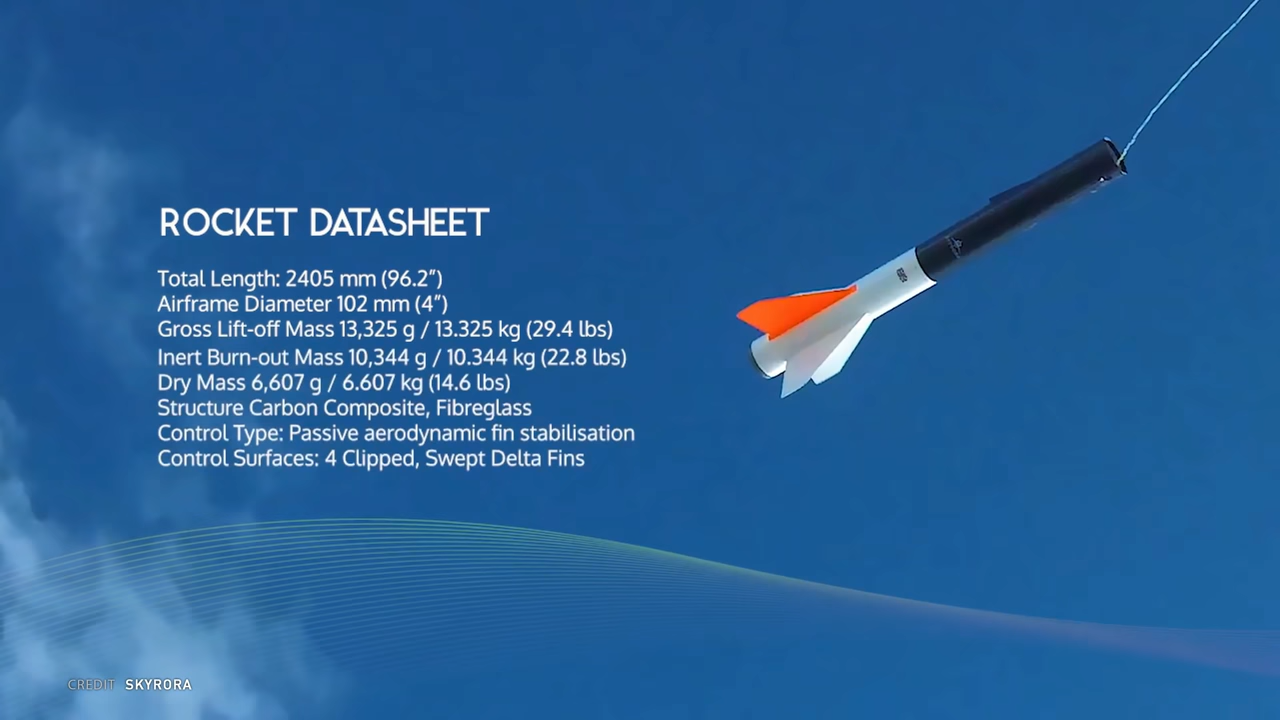 ROCKET DATASHEET
Total Length: 2405 mm (96.2”)
Airframe Diameter 102 mm (4”)
Gross Lift-off Mass 13,325 g / 13.325 kg (29.4 lbs)
Inert Burn-out Mass 10,344 g / 10.344 kg (22.8 lbs)
Dry Mass 6,607 g / 6.607 kg (14.6 lbs)
Structure Carbon Composite, Fibreglass
Control Type: Passive aerodynamic fin stabilisation
Control Surfaces: 4 Clipped, Swept Delta Fins
CREDIT SKYRORA